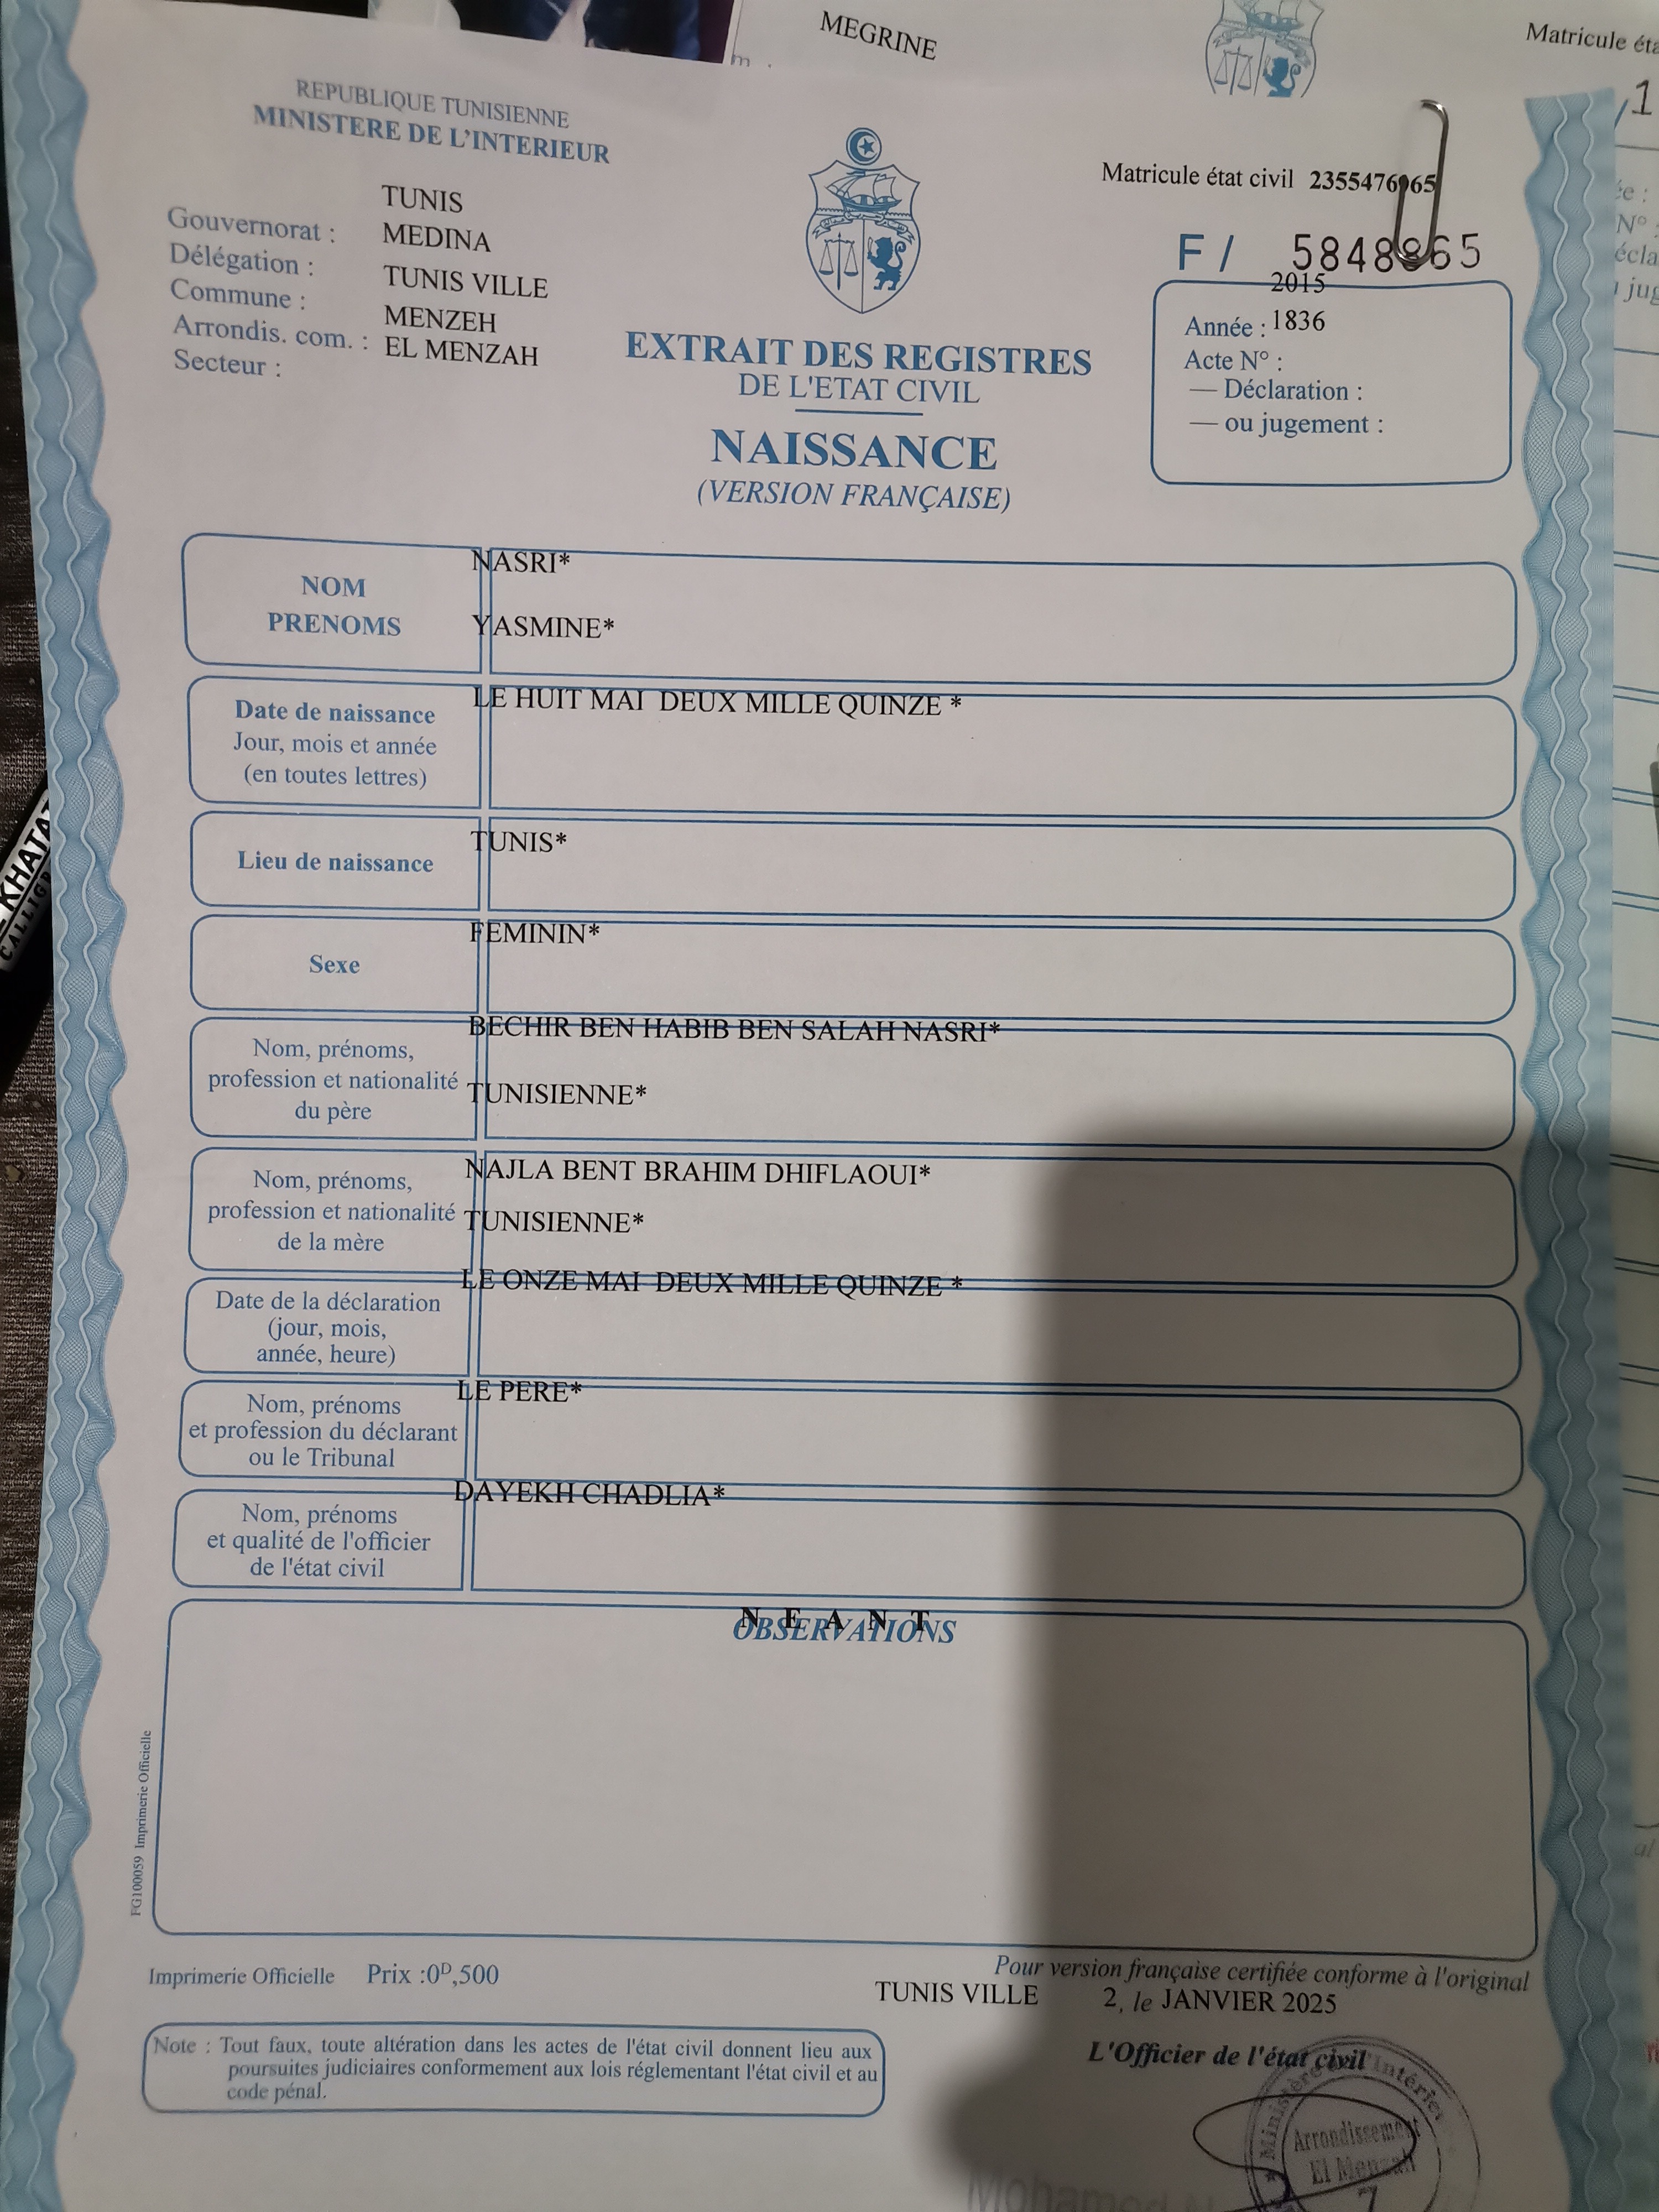 MEGRINE
Matricule éta
REPUBLIQUE TUNISIENNE
MINISTERE DE L'INTERIEUR
Matricule état civil 2355476965
F / 5848865
Gouvernorat : TUNIS
Délégation : MEDINA
Commune : TUNIS VILLE
Arrondis. com. : MENZEH
Secteur : EL MENZAH
2015
Année : 1836
Acte N° :
— Déclaration :
— ou jugement :
EXTRAIT DES REGISTRES
DE L'ETAT CIVIL
NAISSANCE
(VERSION FRANÇAISE)
NOM NASRI*
PRENOMS YASMINE*
Date de naissance
Jour, mois et année
(en toutes lettres)
LE HUIT MAI DEUX MILLE QUINZE *
Lieu de naissance
TUNIS*
Sexe
FEMININ*
Nom, prénoms,
profession et nationalité
du père
BECHIR BEN HABIB BEN SALAH NASRI*
TUNISIENNE*
Nom, prénoms,
profession et nationalité
de la mère
NAJLA BENT BRAHIM DHIFLAOUI*
TUNISIENNE*
Date de la déclaration
(jour, mois,
année, heure)
LE ONZE MAI DEUX MILLE QUINZE *
Nom, prénoms
et profession du déclarant
ou le Tribunal
LE PERE*
Nom, prénoms
et qualité de l'officier
de l'état civil
DAYEKH CHADLIA*
N E A N T
OBSERVATIONS
FG100059 Imprimerie Officielle
Imprimerie Officielle Prix :0D,500
Pour version française certifiée conforme à l'original
TUNIS VILLE 2, le JANVIER 2025
Note : Tout faux, toute altération dans les actes de l'état civil donnent lieu aux
poursuites judiciaires conformement aux lois réglementant l'état civil et au
code pénal.
L'Officier de l'état civil
Arrondissement
El Menzah
7
Mohamed
KHATA
CALLIGR